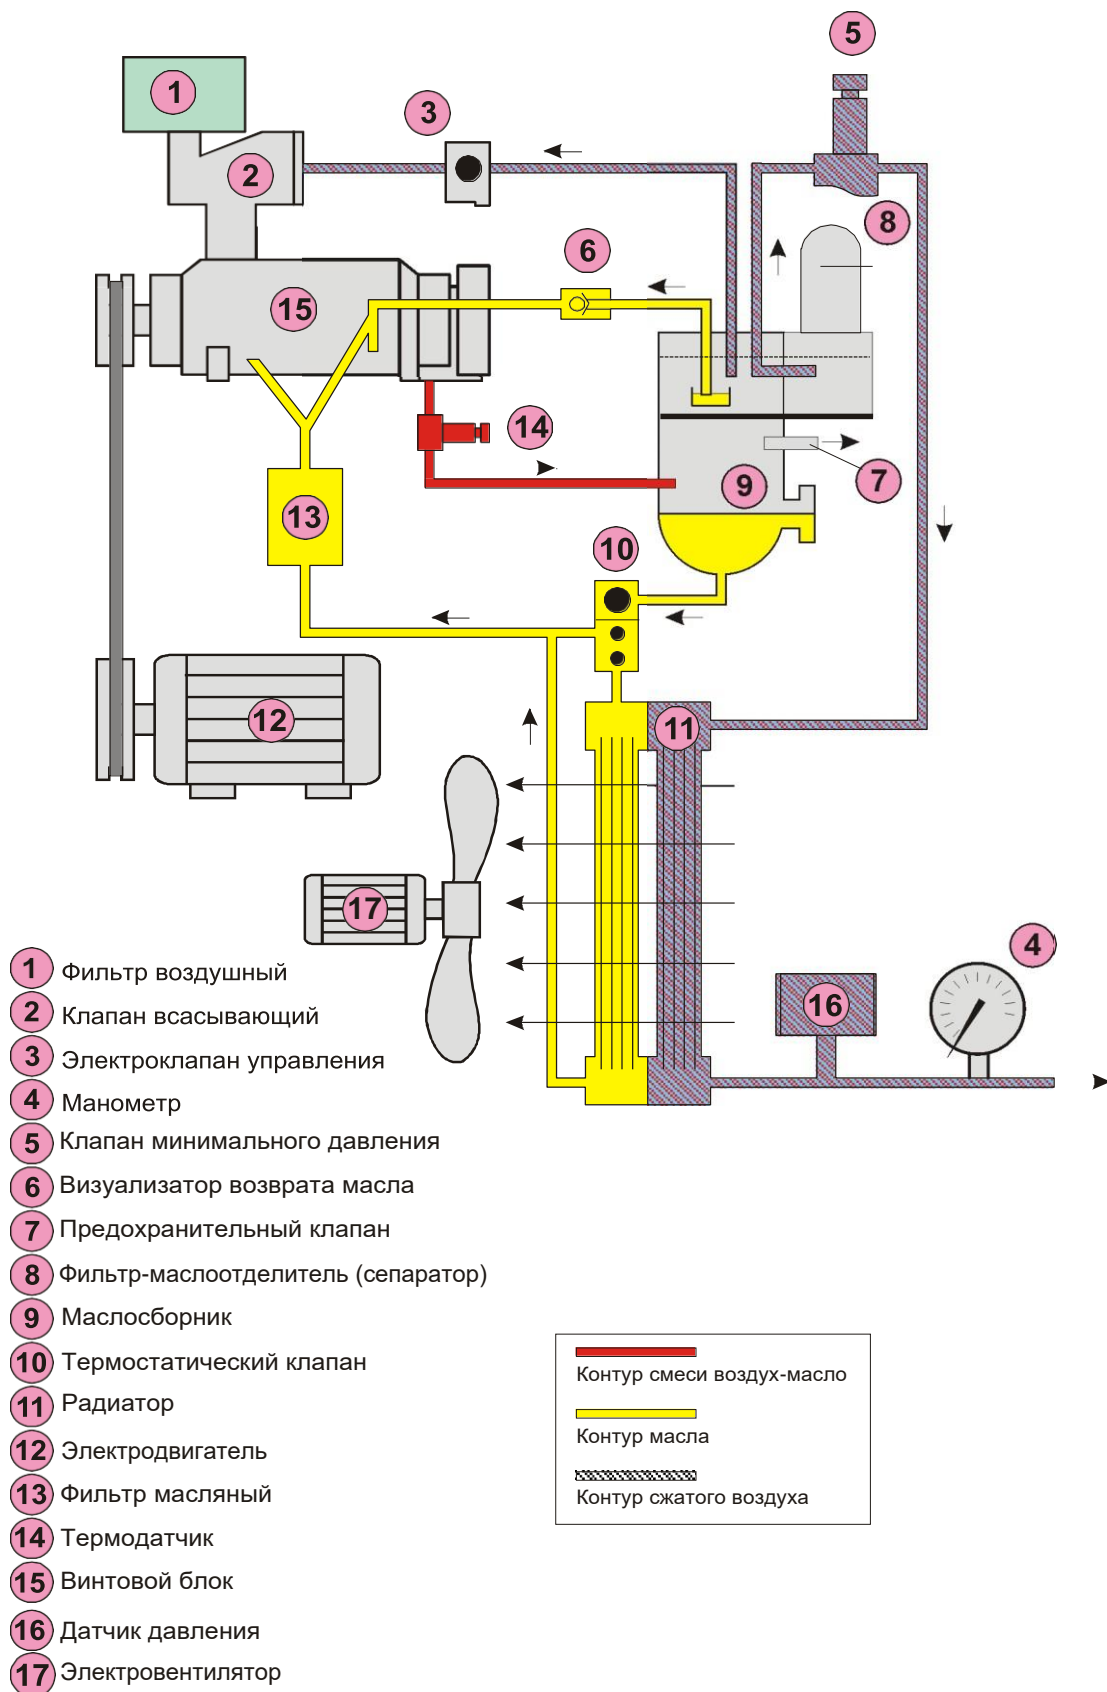 5
1
3
2
8
6
15
14
9
7
13
10
12
11
17
4
16
1 Фильтр воздушный
2 Клапан всасывающий
3 Электроклапан управления
4 Манометр
5 Клапан минимального давления
6 Визуализатор возврата масла
7 Предохранительный клапан
8 Фильтр-маслоотделитель (сепаратор)
9 Маслосборник
10 Термостатический клапан
11 Радиатор
12 Электродвигатель
13 Фильтр масляный
14 Термодатчик
15 Винтовой блок
16 Датчик давления
17 Электровентилятор
Контур смеси воздух-масло
Контур масла
Контур сжатого воздуха